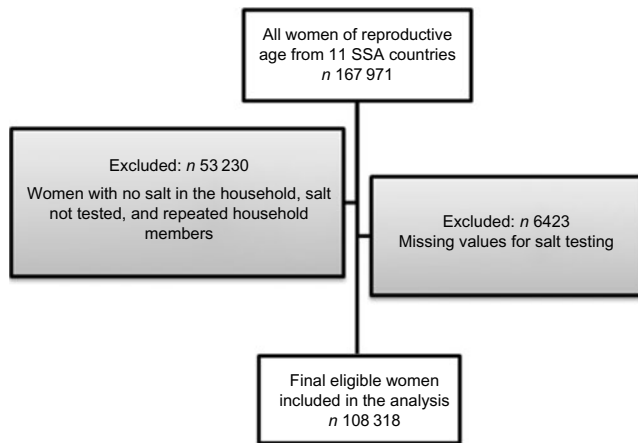 All women of reproductive
age from 11 SSA countries
n 167 971
Excluded: n 53 230
Women with no salt in the household, salt
not tested, and repeated household
members
Excluded: n 6423
Missing values for salt testing
Final eligible women
included in the analysis
n 108 318